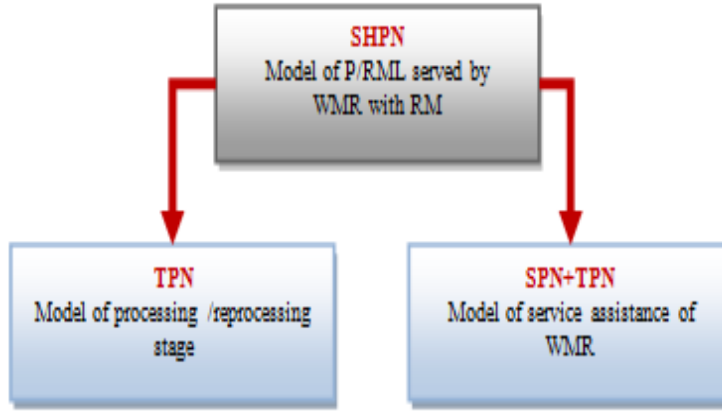 SHPN
Model of P/RML served by
WMR with RM
TPN
Model of processing /reprocessing
stage
SPN+TPN
Model of service assistance of
WMR